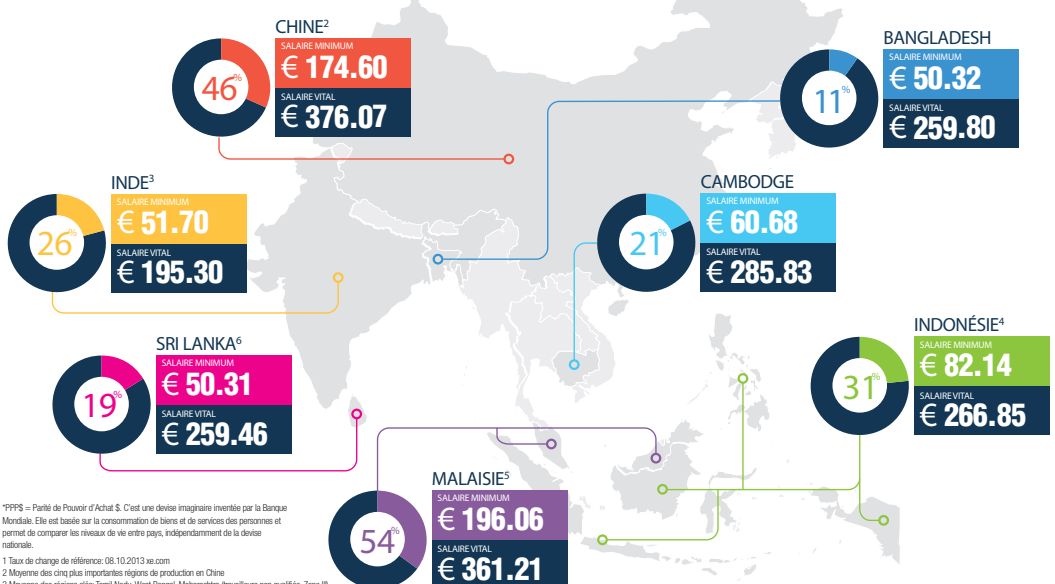 CHINE²
SALAIRE MINIMUM
€ 174.60
46%
SALAIRE VITAL
€ 376.07
BANGLADESH
SALAIRE MINIMUM
€ 50.32
11%
SALAIRE VITAL
€ 259.80
INDE³
SALAIRE MINIMUM
€ 51.70
26%
SALAIRE VITAL
€ 195.30
CAMBODGE
SALAIRE MINIMUM
€ 60.68
21%
SALAIRE VITAL
€ 285.83
SRI LANKA⁶
SALAIRE MINIMUM
€ 50.31
19%
SALAIRE VITAL
€ 259.46
INDONÉSIE⁴
SALAIRE MINIMUM
€ 82.14
31%
SALAIRE VITAL
€ 266.85
MALAISIE⁵
SALAIRE MINIMUM
€ 196.06
54%
SALAIRE VITAL
€ 361.21
*PPP$ = Parité de Pouvoir d'Achat $. C'est une devise imaginaire inventée par la Banque
Mondiale. Elle est basée sur la consommation de biens et de services des personnes et
permet de comparer les niveaux de vie entre pays, indépendamment de la devise
nationale.
1 Taux de change de référence: 08.10.2013 xe.com
2 Moyenne des cinq plus importantes régions de production en Chine